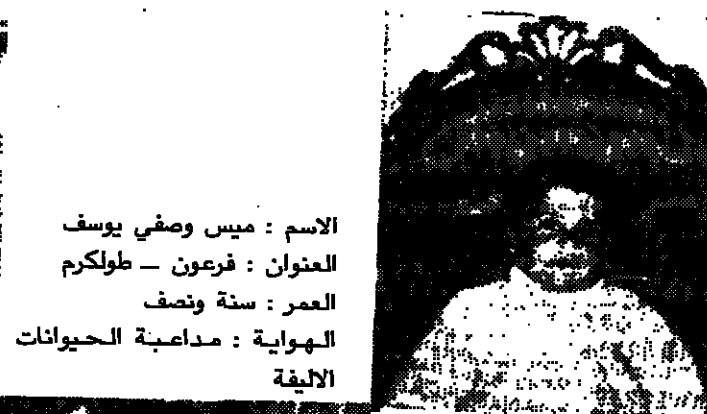 الاسم : ميس وصفي يوسف
العنوان : فرعون ــ طولكرم
العمر : سنة ونصف
الهواية : مداعبة الحيوانات
الاليفة